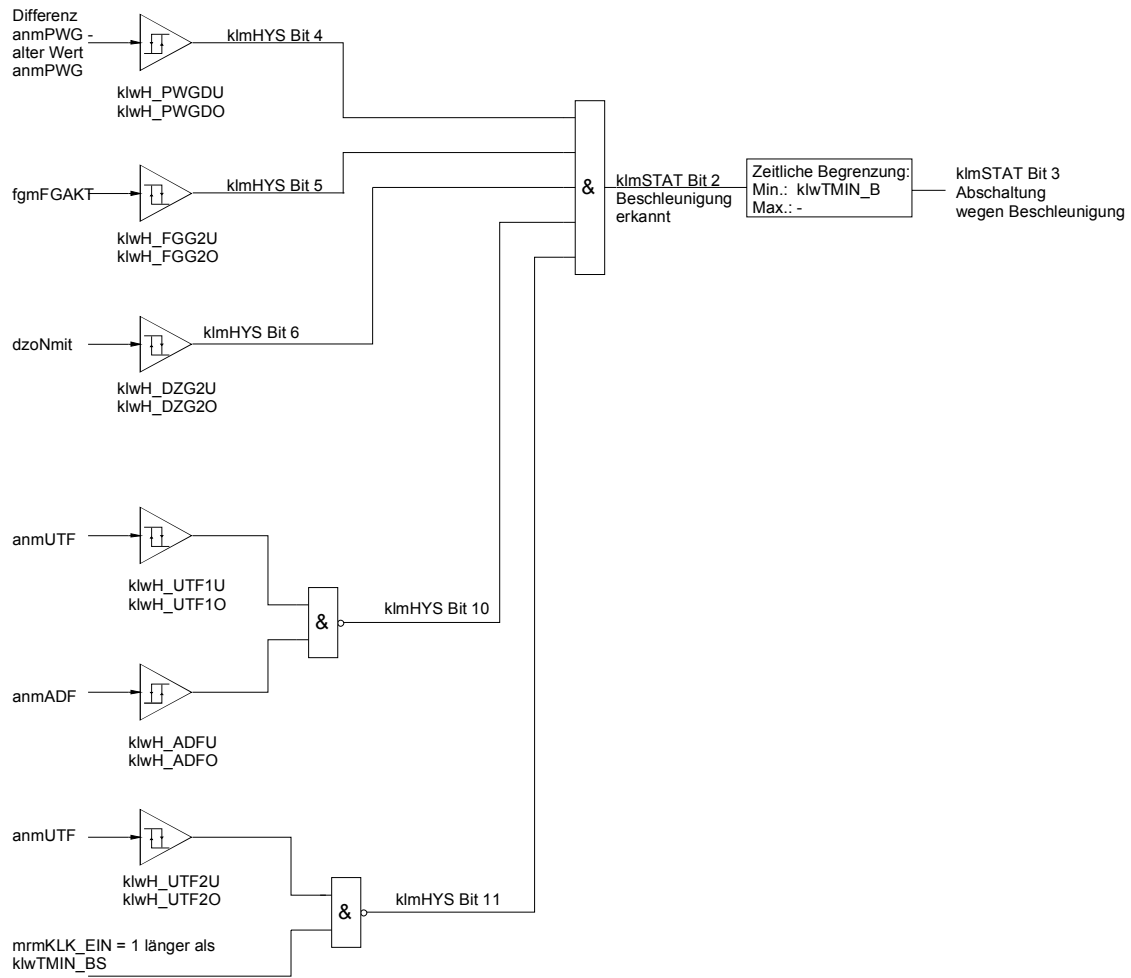 Differenz
anmPWG -
alter Wert
anmPWG
klmHYS Bit 4
klwH_PWGDU
klwH_PWGDO
fgmFGAKT
klmHYS Bit 5
klwH_FGG2U
klwH_FGG2O
&
klmSTAT Bit 2
Beschleunigung
erkannt
Zeitliche Begrenzung:
Min.: klwTMIN_B
Max.: -
klmSTAT Bit 3
Abschaltung
wegen Beschleunigung
dzoNmit
klmHYS Bit 6
klwH_DZG2U
klwH_DZG2O
anmUTF
klwH_UTF1U
klwH_UTF1O
&
klmHYS Bit 10
anmADF
klwH_ADFU
klwH_ADFO
anmUTF
klwH_UTF2U
klwH_UTF2O
&
klmHYS Bit 11
mrmKLK_EIN = 1 länger als
klwTMIN_BS